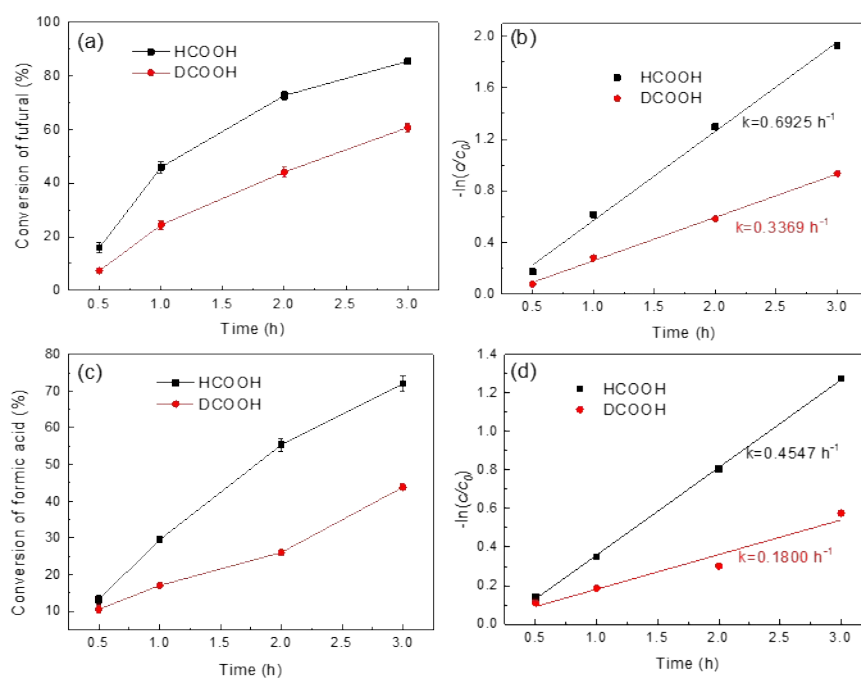 (a)
HCOOH
DCOOH
Conversion of fufural (%)
100
80
60
40
20
0
0.5
1.0
1.5
2.0
2.5
3.0
Time (h)
(b)
HCOOH
DCOOH
-ln(c/c0)
2.0
1.6
1.2
0.8
0.4
0.0
k=0.6925 h⁻¹
k=0.3369 h⁻¹
0.5
1.0
1.5
2.0
2.5
3.0
Time (h)
(c)
HCOOH
DCOOH
Conversion of formic acid (%)
80
70
60
50
40
30
20
10
0.5
1.0
1.5
2.0
2.5
3.0
Time (h)
(d)
HCOOH
DCOOH
-ln(c/c0)
1.4
1.2
1.0
0.8
0.6
0.4
0.2
0.0
k=0.4547 h⁻¹
k=0.1800 h⁻¹
0.5
1.0
1.5
2.0
2.5
3.0
Time (h)